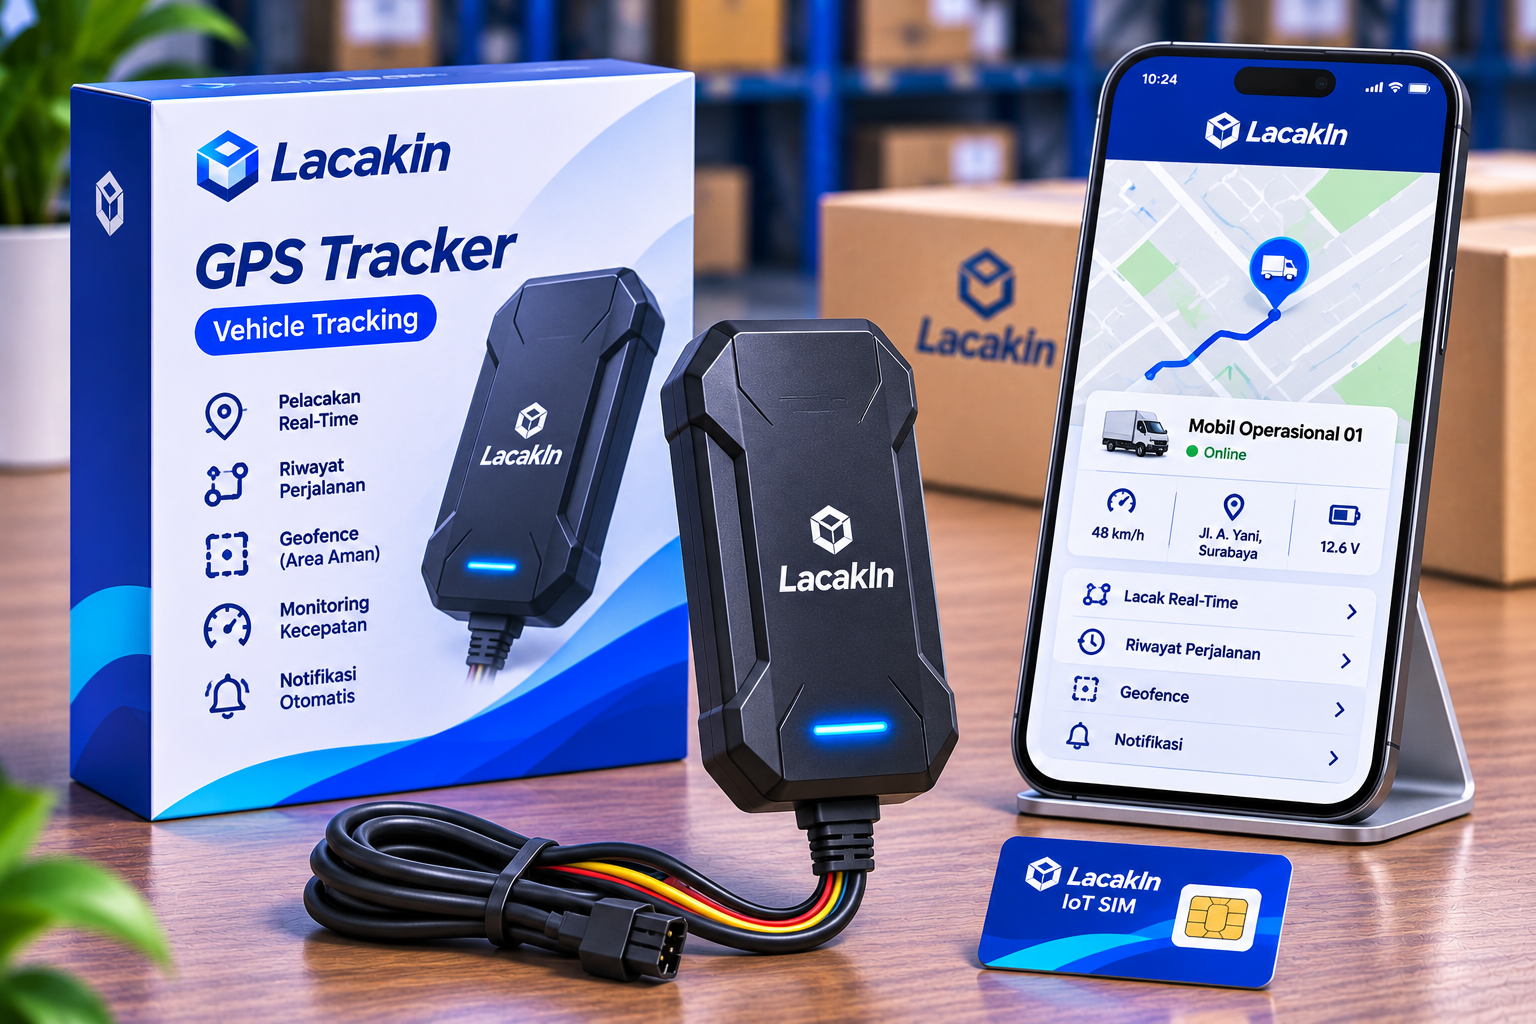 Lacakin
GPS Tracker
Vehicle Tracking
Pelacakan
Real-Time
Riwayat
Perjalanan
Geofence
(Area Aman)
Monitoring
Kecepatan
Notifikasi
Otomatis
LacakIn
LacakIn
Lacakin
10:24
LacakIn
Mobil Operasional 01
Online
48 km/h
Jl. A. Yani,
Surabaya
12.6 V
Lacak Real-Time
Riwayat Perjalanan
Geofence
Notifikasi
LacakIn
IoT SIM